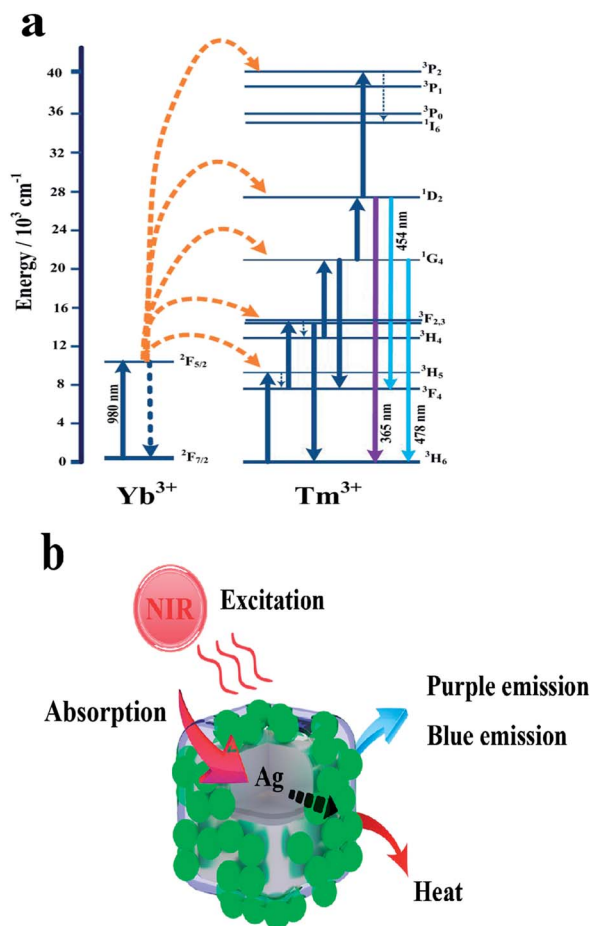 a
Energy / 10³ cm⁻¹
40
36
32
28
24
20
16
12
8
4
0
980 nm
²F₅/₂
²F₇/₂
Yb³⁺
³P₂
³P₁
³P₀
¹I₆
¹D₂
454 nm
¹G₄
³F₂,₃
³H₄
³H₅
³F₄
365 nm
478 nm
³H₆
Tm³⁺
b
NIR
Excitation
Absorption
Purple emission
Blue emission
Ag
Heat